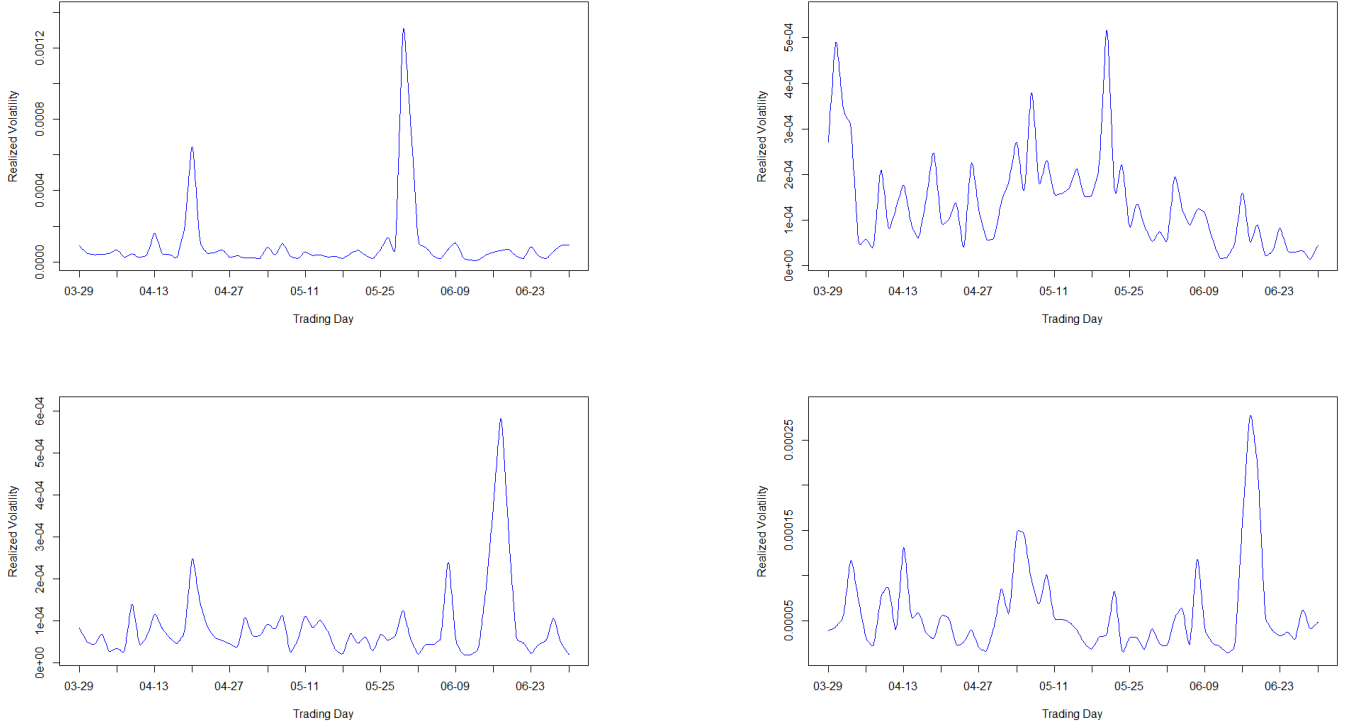 Realized Volatility
0.0012
0.0008
0.0004
0.0000
03-29 04-13 04-27 05-11 05-25 06-09 06-23
Trading Day
Realized Volatility
5e-04
4e-04
3e-04
2e-04
1e-04
0e+00
03-29 04-13 04-27 05-11 05-25 06-09 06-23
Trading Day
Realized Volatility
6e-04
5e-04
4e-04
3e-04
2e-04
1e-04
0e+00
03-29 04-13 04-27 05-11 05-25 06-09 06-23
Trading Day
Realized Volatility
0.00025
0.00015
0.00005
03-29 04-13 04-27 05-11 05-25 06-09 06-23
Trading Day